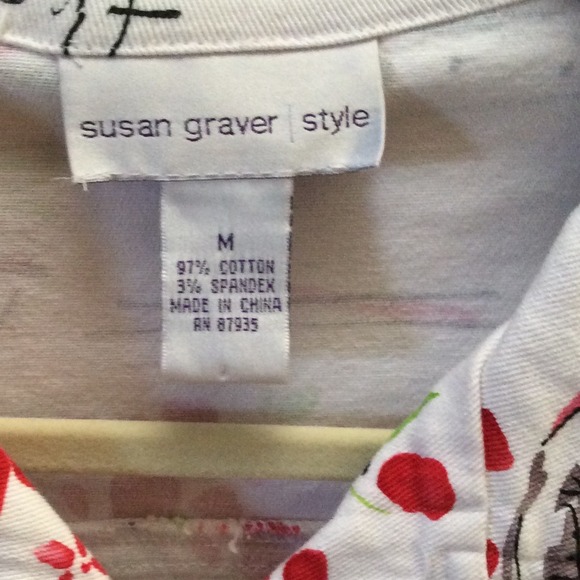 susan graver | style
M
97% COTTON
3% SPANDEX
MADE IN CHINA
RN 87935